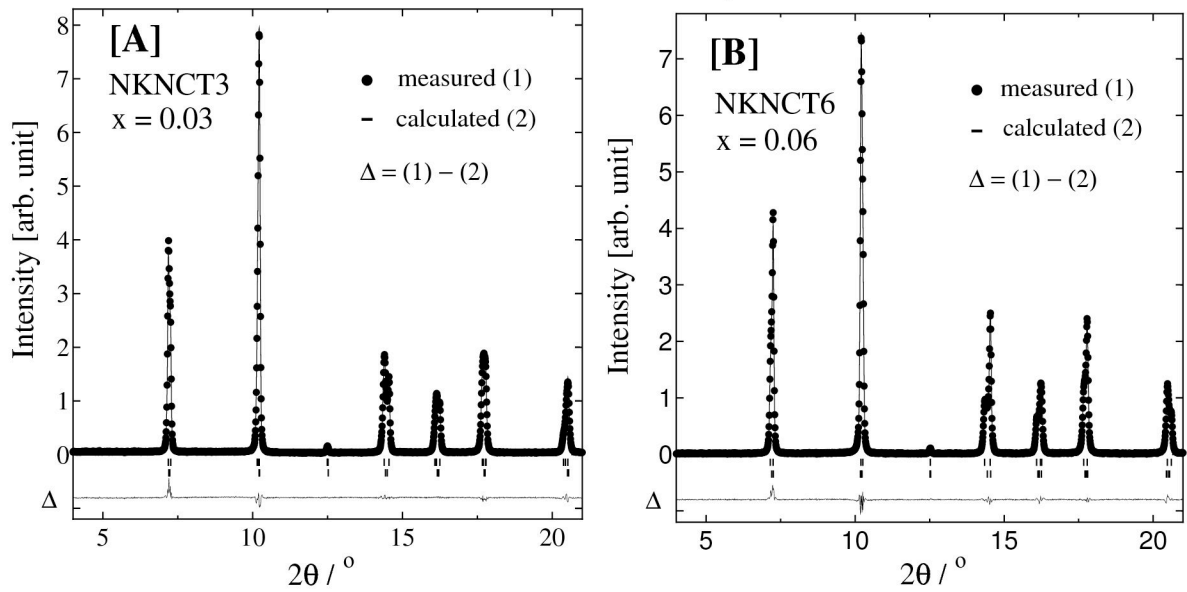 [A]
NKNCT3
x = 0.03
● measured (1)
– calculated (2)
Δ = (1) − (2)
Intensity [arb. unit]
8
7
6
5
4
3
2
1
0
Δ
5 10 15 20
2θ / °
[B]
NKNCT6
x = 0.06
● measured (1)
– calculated (2)
Δ = (1) − (2)
Intensity [arb. unit]
7
6
5
4
3
2
1
0
Δ
5 10 15 20
2θ / °